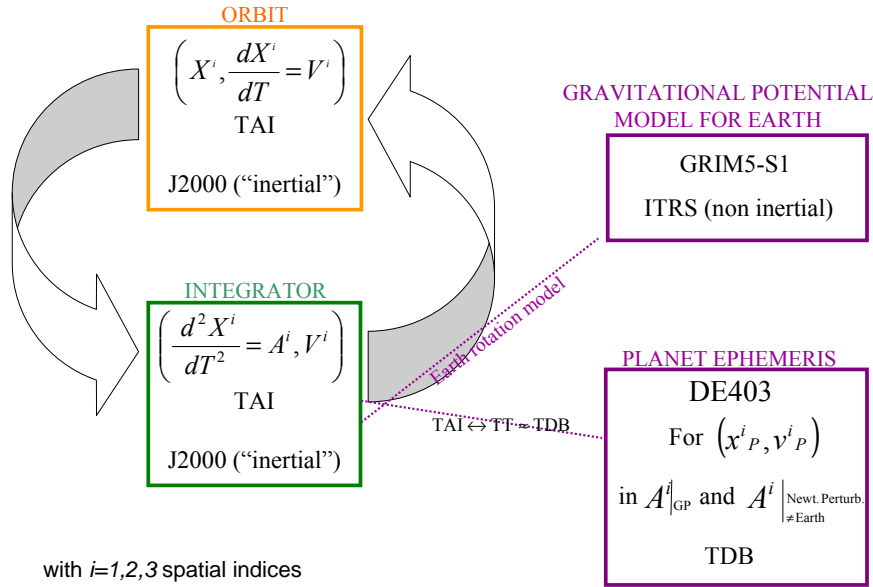 ORBIT
(X^i, dX^i/dT = V^i)
TAI
J2000 (“inertial”)
GRAVITATIONAL POTENTIAL
MODEL FOR EARTH
GRIM5-S1
ITRS (non inertial)
INTEGRATOR
(d^2 X^i/dT^2 = A^i, V^i)
TAI
J2000 (“inertial”)
Earth rotation model
TAI ↔ TT ≈ TDB
PLANET EPHEMERIS
DE403
For (x^i_P, v^i_P)
in A^i|_GP and A^i|_Newt. Perturb. ≠Earth
TDB
with i=1,2,3 spatial indices